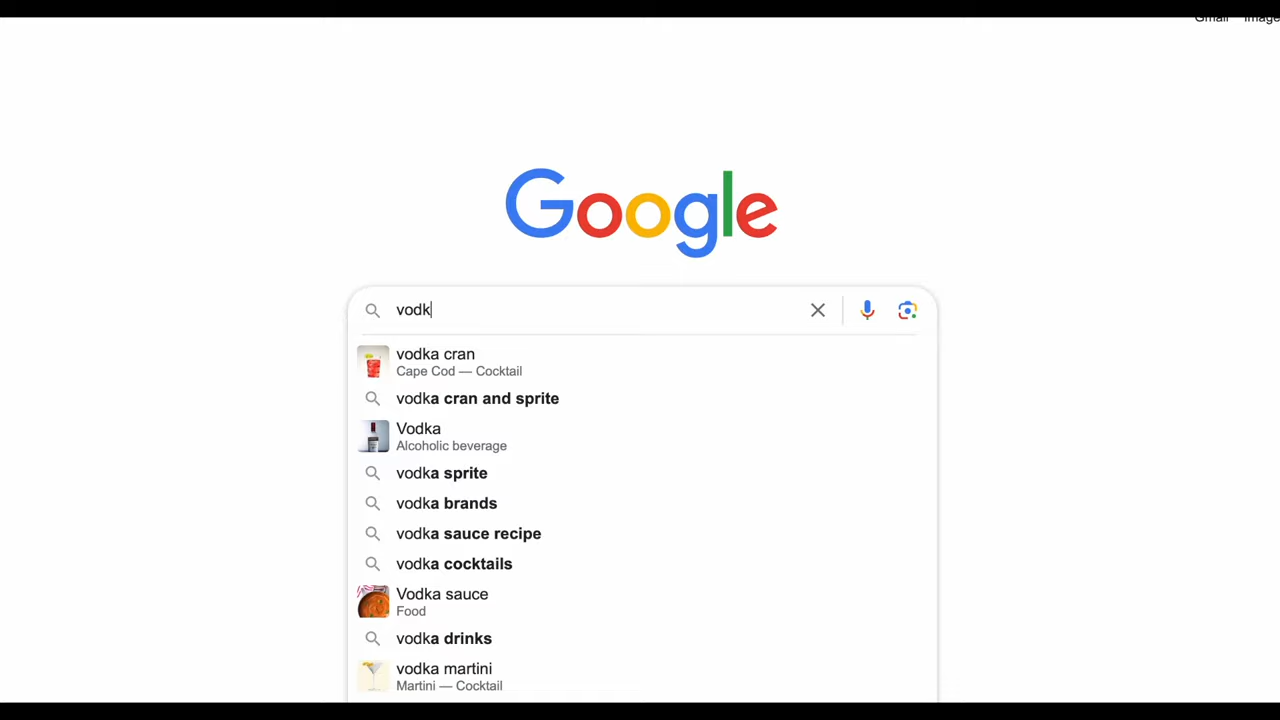 Gmail Image
Google
vodk
vodka cran
Cape Cod — Cocktail
vodka cran and sprite
Vodka
Alcoholic beverage
vodka sprite
vodka brands
vodka sauce recipe
vodka cocktails
Vodka sauce
Food
vodka drinks
vodka martini
Martini — Cocktail